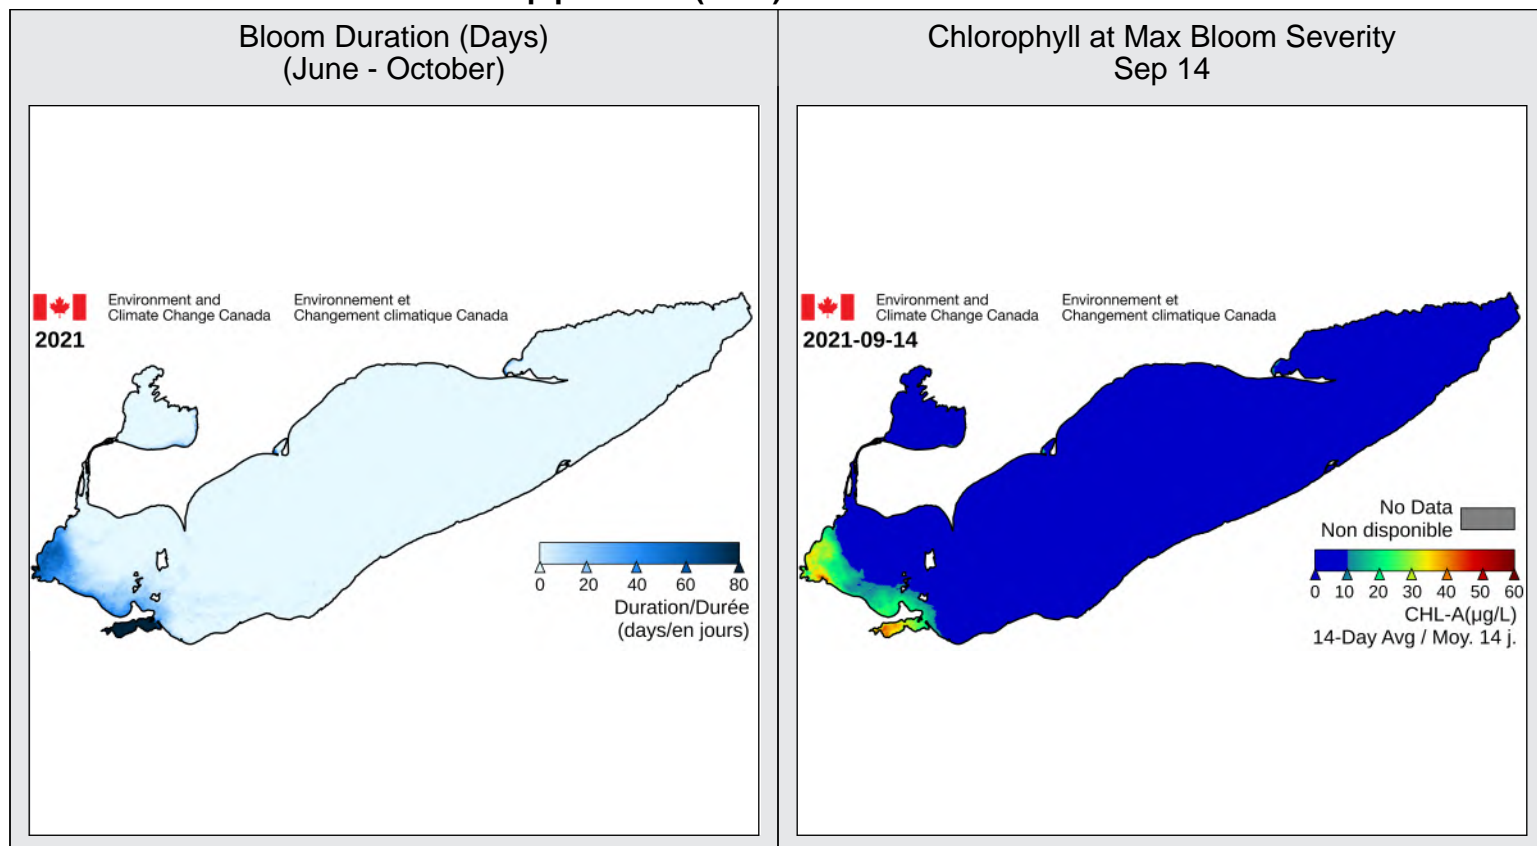 Bloom Duration (Days)
(June - October)
Environment and
Climate Change Canada
Environnement et
Changement climatique Canada
2021
0 20 40 60 80
Duration/Durée
(days/en jours)
Chlorophyll at Max Bloom Severity
Sep 14
Environment and
Climate Change Canada
Environnement et
Changement climatique Canada
2021-09-14
No Data
Non disponible
0 10 20 30 40 50 60
CHL-A(µg/L)
14-Day Avg / Moy. 14 j.